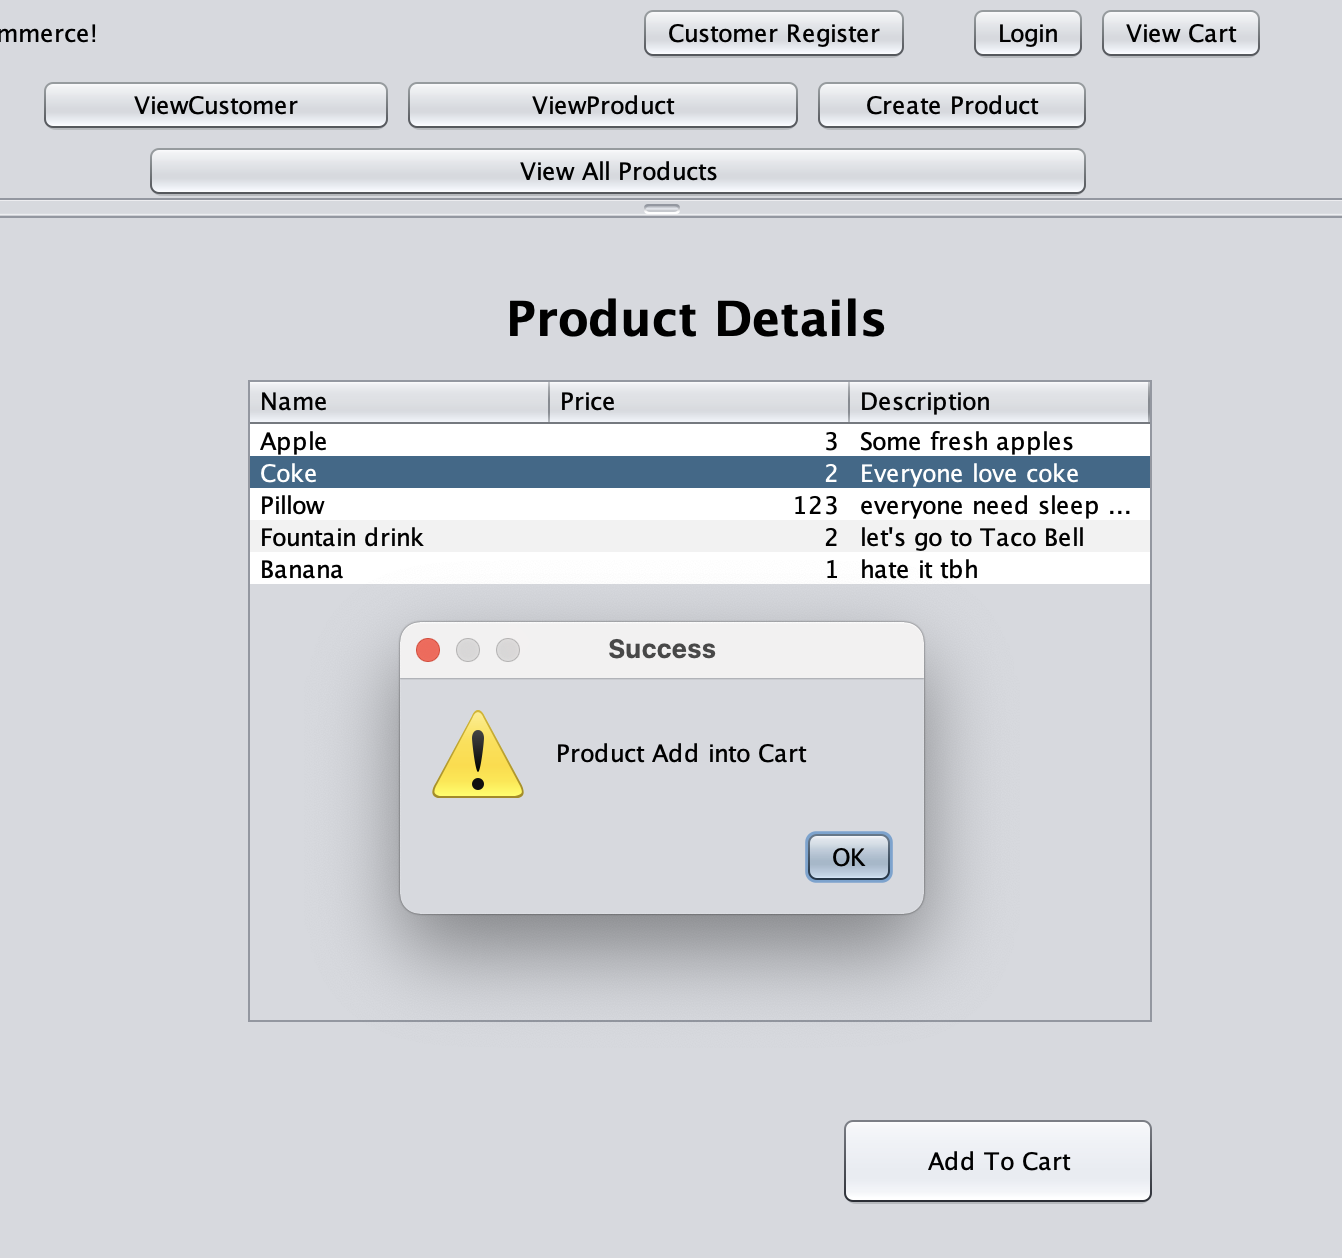 mmerce!
Customer Register
Login
View Cart
ViewCustomer
ViewProduct
Create Product
View All Products
Product Details
Name Price Description
Apple 3 Some fresh apples
Coke 2 Everyone love coke
Pillow 123 everyone need sleep ...
Fountain drink 2 let's go to Taco Bell
Banana 1 hate it tbh
Success
Product Add into Cart
OK
Add To Cart